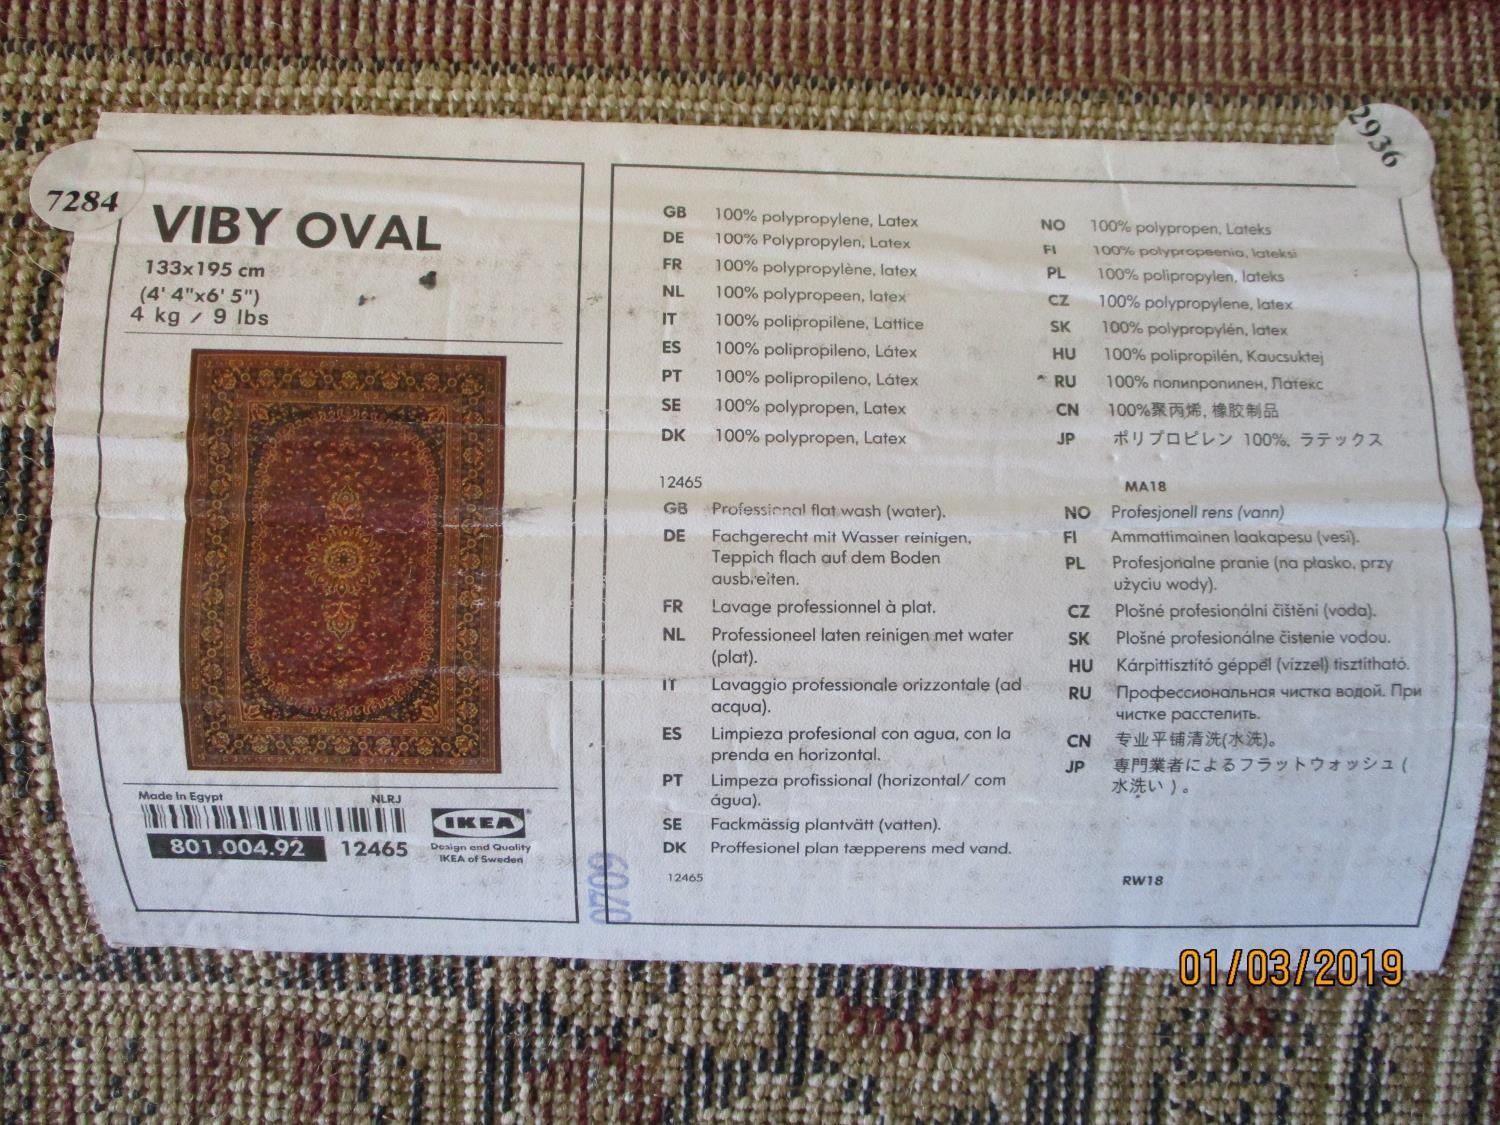 7284
2936
VIBY OVAL
133x195 cm
(4' 4"x6' 5")
4 kg / 9 lbs
Made In Egypt
NLRJ
801.004.92
12465
IKEA®
Design and Quality
IKEA of Sweden
0709
GB 100% polypropylene, Latex
DE 100% Polypropylen, Latex
FR 100% polypropylène, latex
NL 100% polypropeen, latex
IT 100% polipropilene, Lattice
ES 100% polipropileno, Látex
PT 100% polipropileno, Látex
SE 100% polypropen, Latex
DK 100% polypropen, Latex
NO 100% polypropen, Lateks
FI 100% polypropeenia, lateksi
PL 100% polipropylen, lateks
CZ 100% polypropylene, latex
SK 100% polypropylén, latex
HU 100% polipropilén, Kaucsuktej
RU 100% полипропилен, Латекс
CN 100%聚丙烯, 橡胶制品
JP ポリプロピレン 100%, ラテックス
12465
MA18
GB Professional flat wash (water).
DE Fachgerecht mit Wasser reinigen,
Teppich flach auf dem Boden
ausbreiten.
FR Lavage professionnel à plat.
NL Professioneel laten reinigen met water
(plat).
IT Lavaggio professionale orizzontale (ad
acqua).
ES Limpieza profesional con agua, con la
prenda en horizontal.
PT Limpeza profissional (horizontal/ com
água).
SE Fackmässig plantvätt (vatten).
DK Proffesionel plan tæpperens med vand.
NO Profesjonell rens (vann)
FI Ammattimainen laakapesu (vesi).
PL Profesjonalne pranie (na płasko, przy
użyciu wody).
CZ Plošné profesionální čištění (voda).
SK Plošné profesionálne čistenie vodou.
HU Kárpittisztító géppel (vízzel) tisztítható.
RU Профессиональная чистка водой. При
чистке расстелить.
CN 专业平铺清洗(水洗)。
JP 専門業者によるフラットウォッシュ (
水洗い ) 。
12465
RW18
01/03/2019